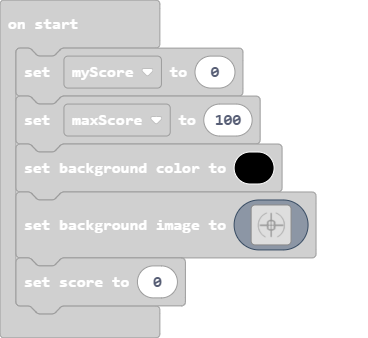 on start
set myScore to 0
set maxScore to 100
set background color to
set background image to
set score to 0